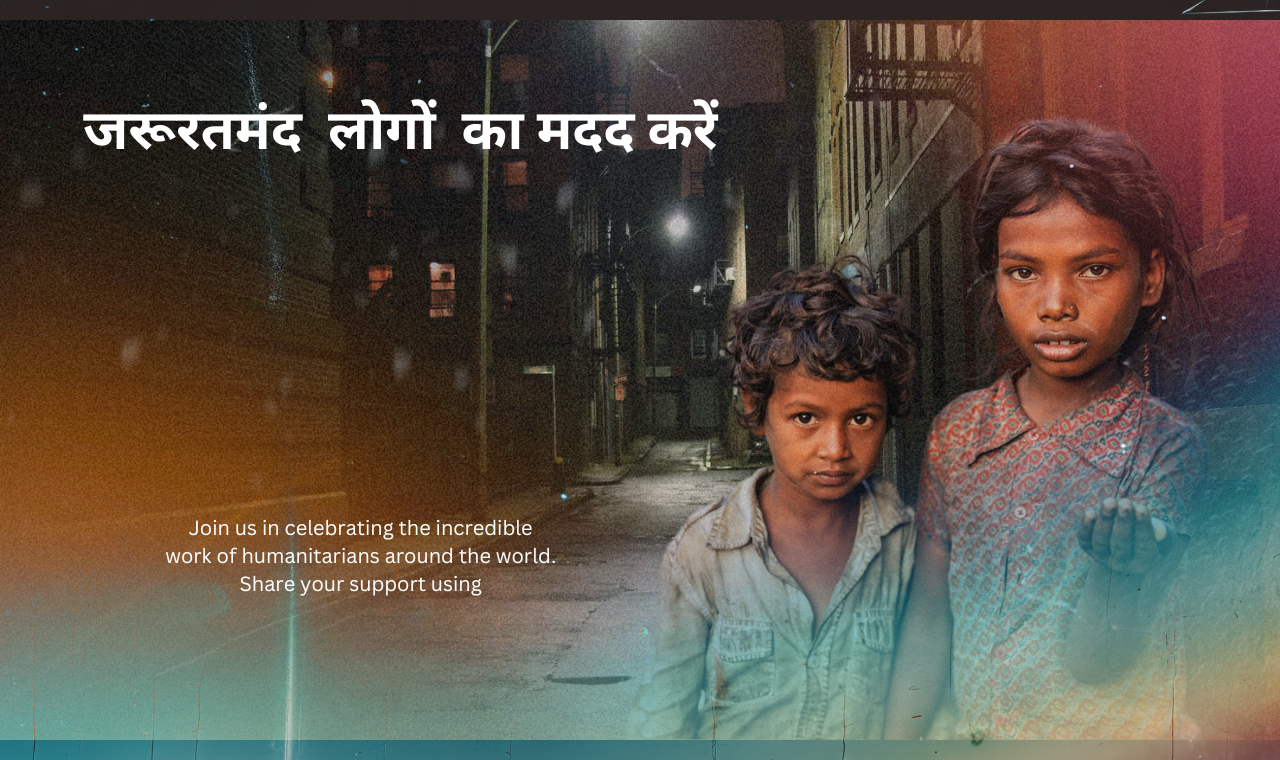 जरूरतमंद लोगों का मदद करें
Join us in celebrating the incredible
work of humanitarians around the world.
Share your support using